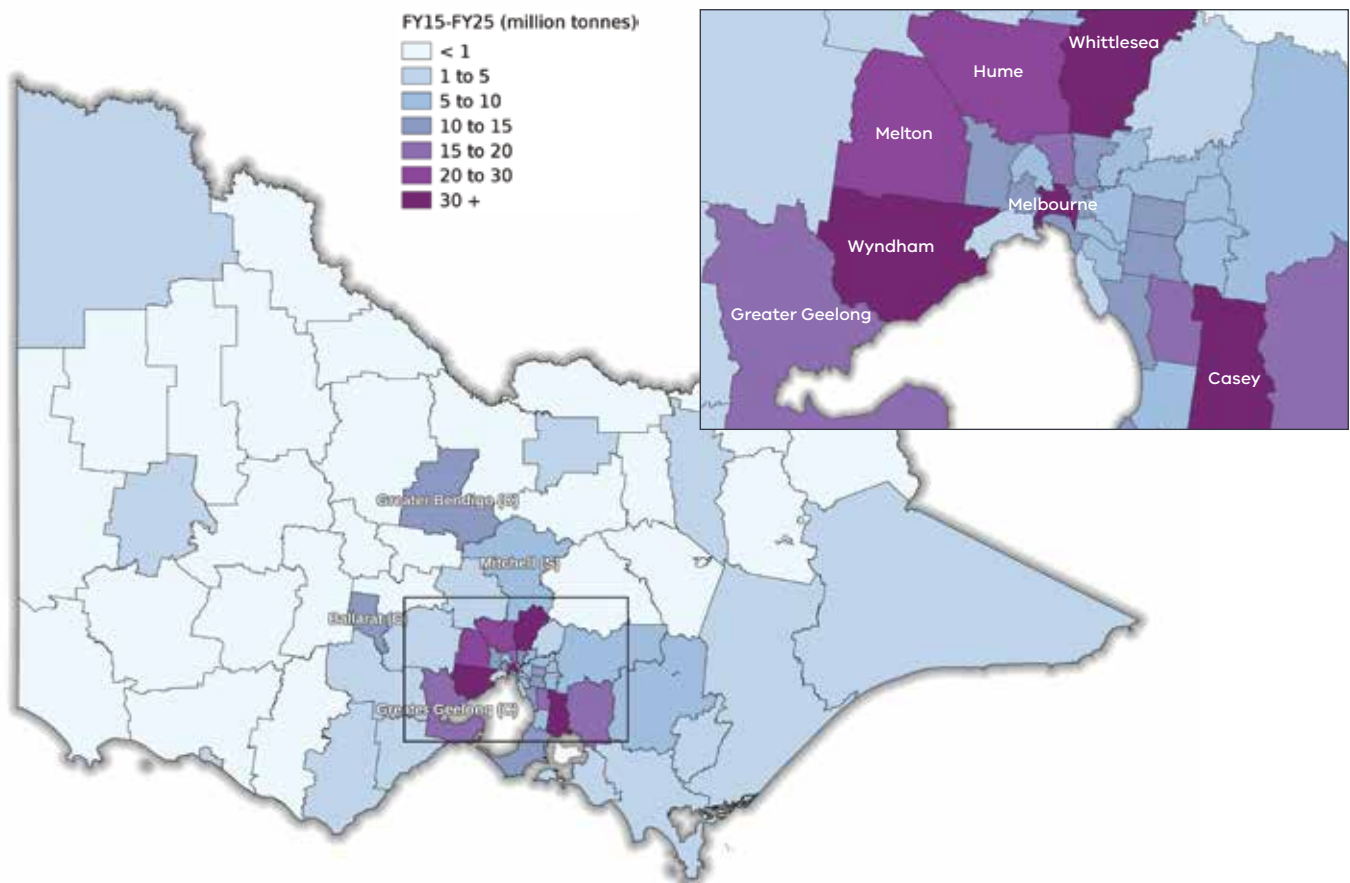 FY15-FY25 (million tonnes)
< 1
1 to 5
5 to 10
10 to 15
15 to 20
20 to 30
30 +
Whittlesea
Hume
Melton
Melbourne
Wyndham
Greater Geelong
Casey
Greater Bendigo (C)
Mitchell (S)
Ballarat (C)
Greater Geelong (C)